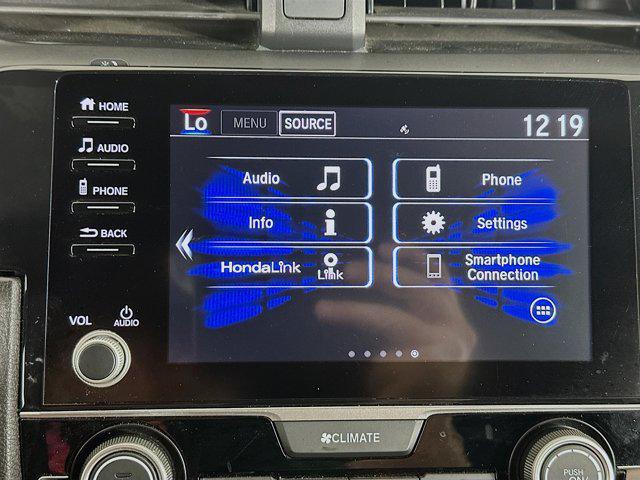 HOME
AUDIO
PHONE
BACK
VOL
AUDIO
Lo MENU SOURCE 12 19
Audio
Phone
Info
Settings
HondaLink
Link
Smartphone
Connection
CLIMATE
PUSH
ON/